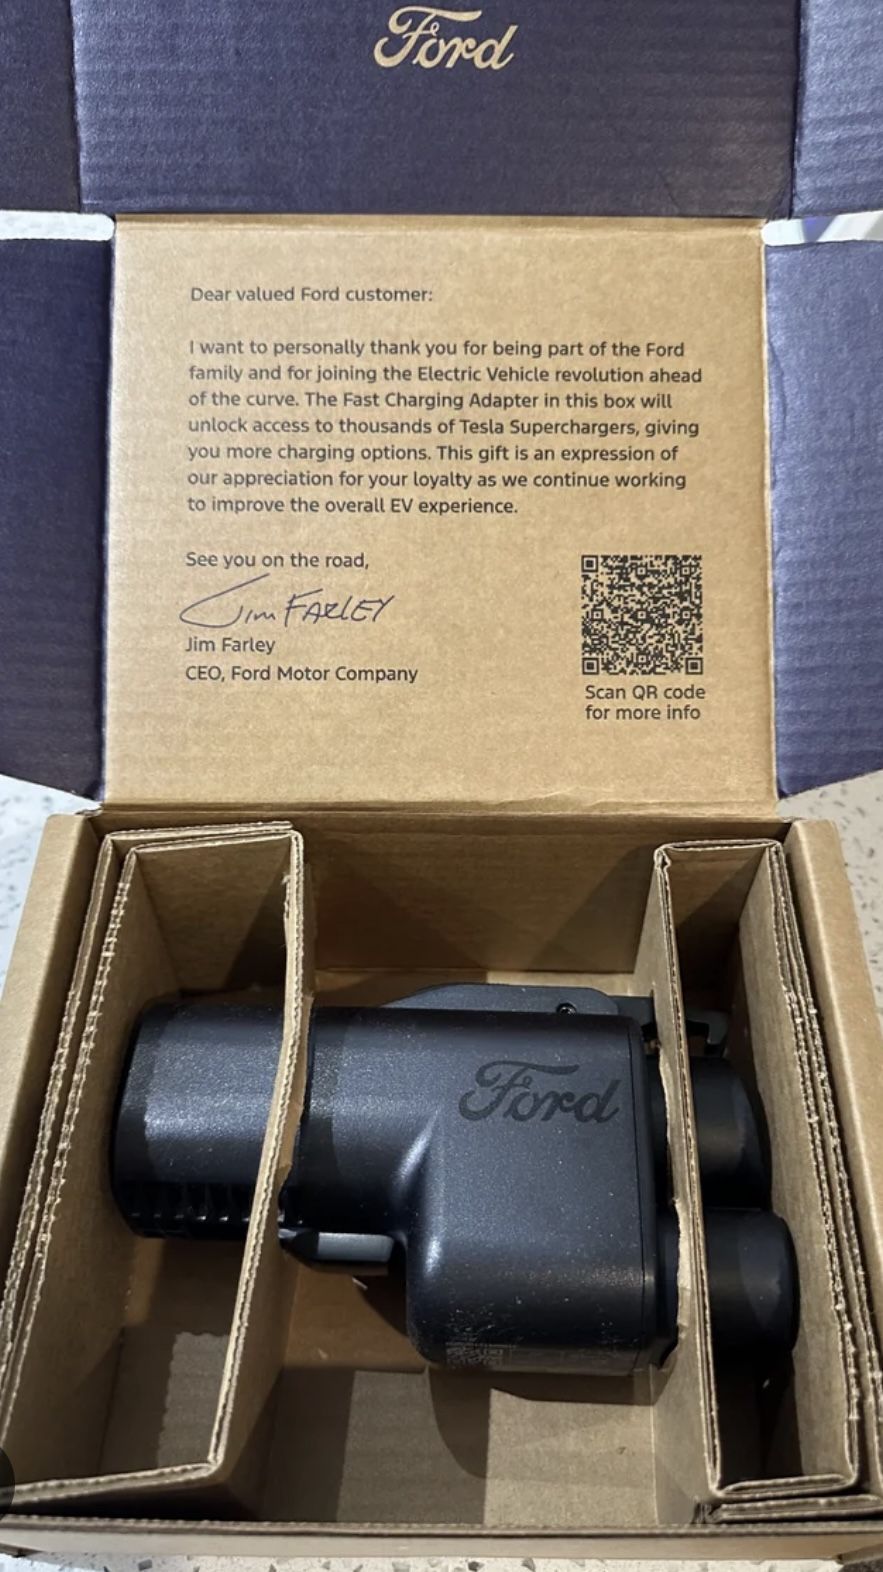 Ford
Dear valued Ford customer:
I want to personally thank you for being part of the Ford
family and for joining the Electric Vehicle revolution ahead
of the curve. The Fast Charging Adapter in this box will
unlock access to thousands of Tesla Superchargers, giving
you more charging options. This gift is an expression of
our appreciation for your loyalty as we continue working
to improve the overall EV experience.
See you on the road,
Jim FARLEY
Jim Farley
CEO, Ford Motor Company
Scan QR code
for more info
Ford